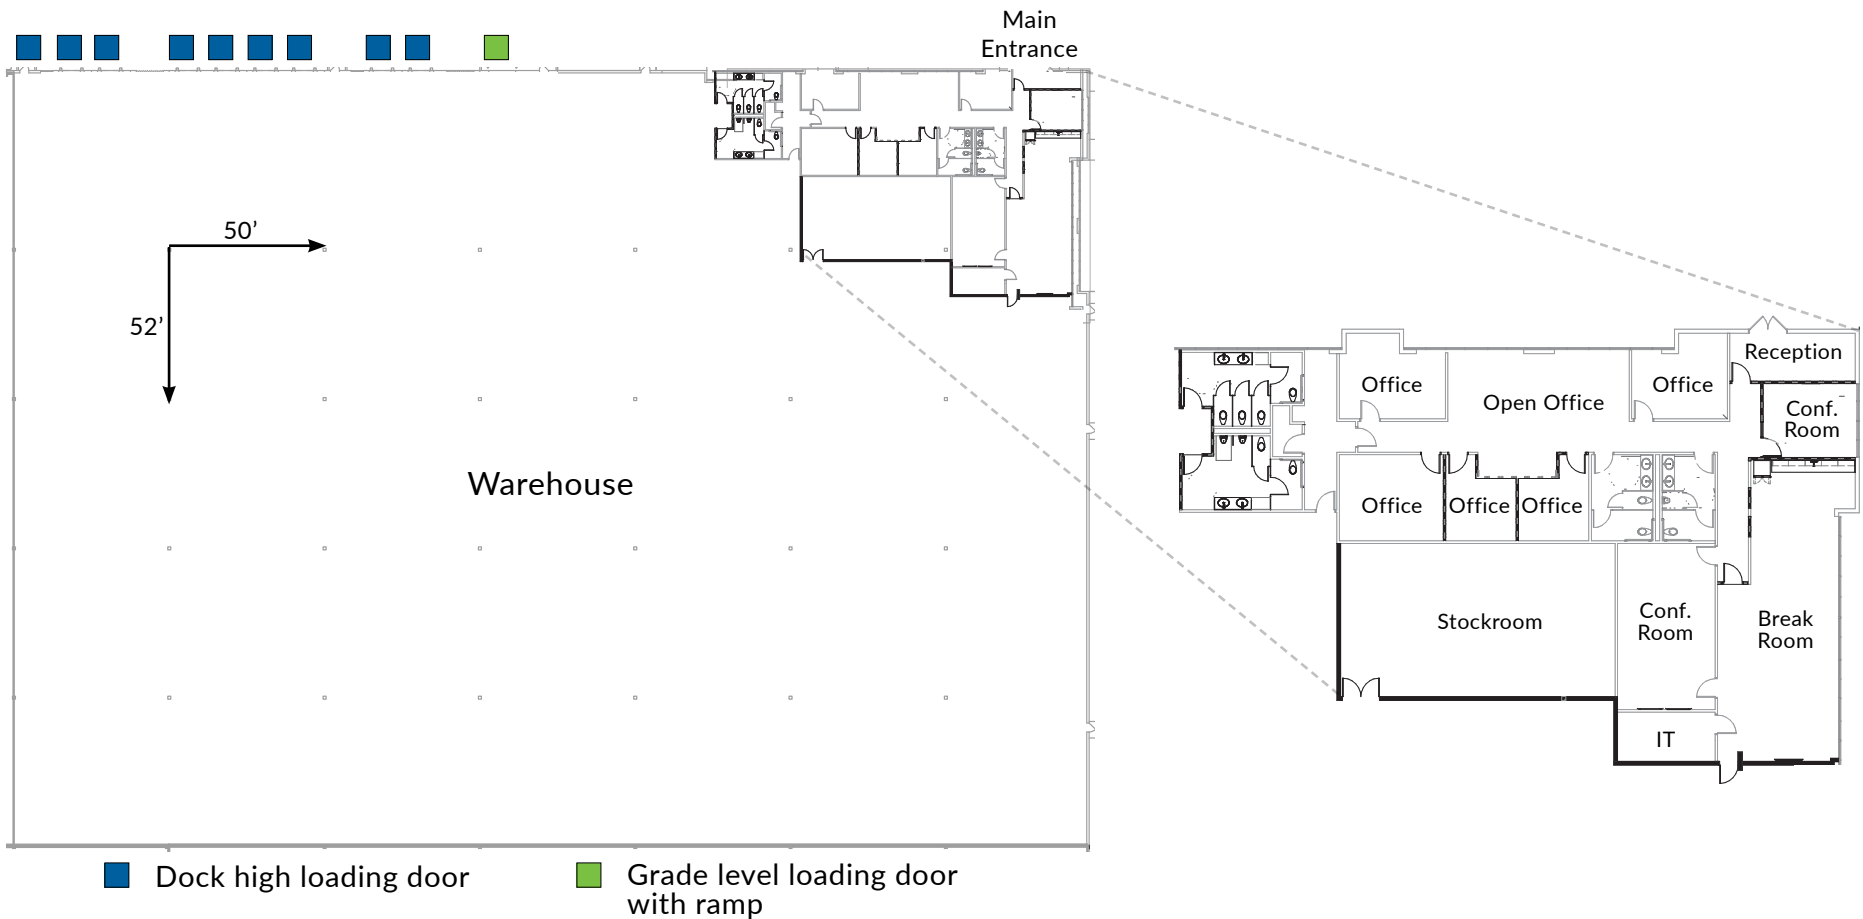 Main
Entrance
50’
52’
Warehouse
Reception
Office
Open Office
Office
Conf.
Room
Office
Office
Office
Stockroom
Conf.
Room
Break
Room
IT
Dock high loading door
Grade level loading door
with ramp